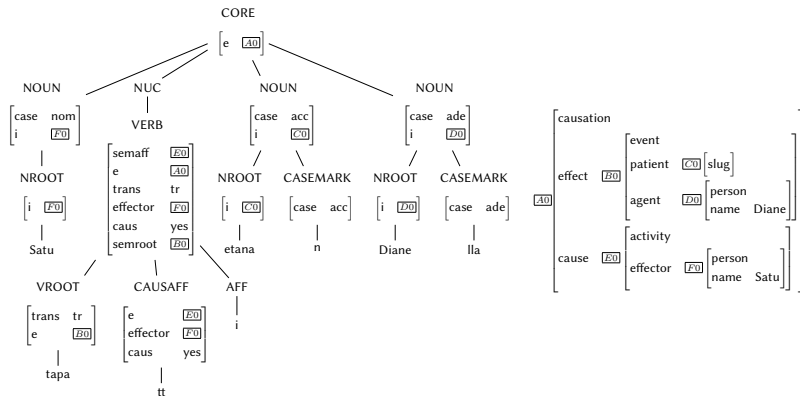 CORE
e A0
NOUN NUC NOUN NOUN
case nom
i F0
VERB
case acc
i C0
case ade
i D0
semaff E0
e A0
trans tr
effector F0
caus yes
semroot B0
NROOT NROOT CASEMARK NROOT CASEMARK
i F0
i C0
case acc
i D0
case ade
Satu etana n Diane lla
VROOT CAUSAFF AFF
trans tr
e B0
e E0
effector F0
caus yes
i
tapa
tt
A0
causation
effect B0
event
patient C0 slug
agent D0 person
name Diane
cause E0
activity
effector F0 person
name Satu